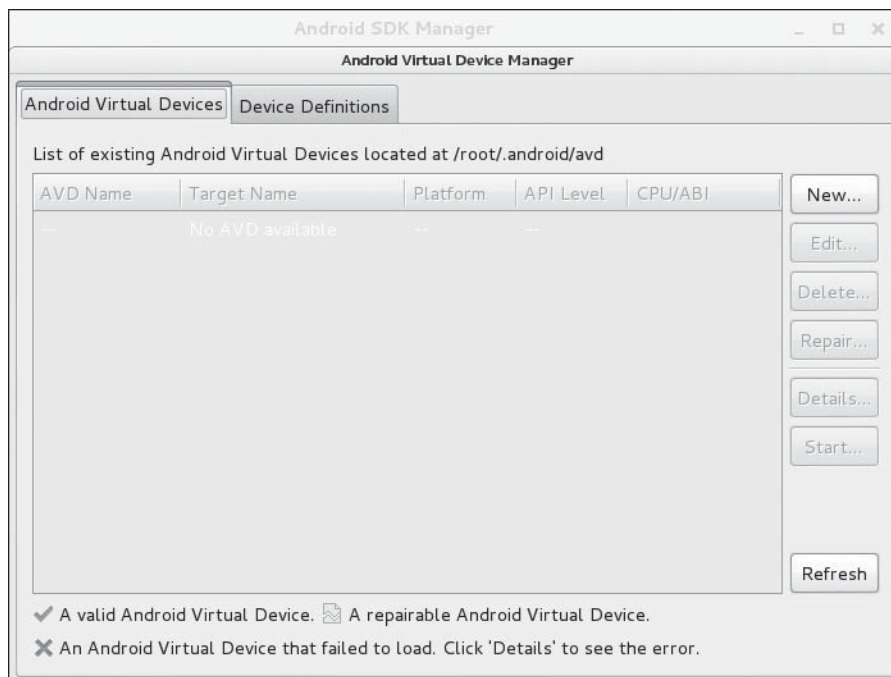 Android SDK Manager
Android Virtual Device Manager
Android Virtual Devices Device Definitions
List of existing Android Virtual Devices located at /root/.android/avd
AVD Name Target Name Platform API Level CPU/ABI
-- No AVD available -- --
New...
Edit...
Delete...
Repair...
Details...
Start...
Refresh
A valid Android Virtual Device. A repairable Android Virtual Device.
An Android Virtual Device that failed to load. Click 'Details' to see the error.